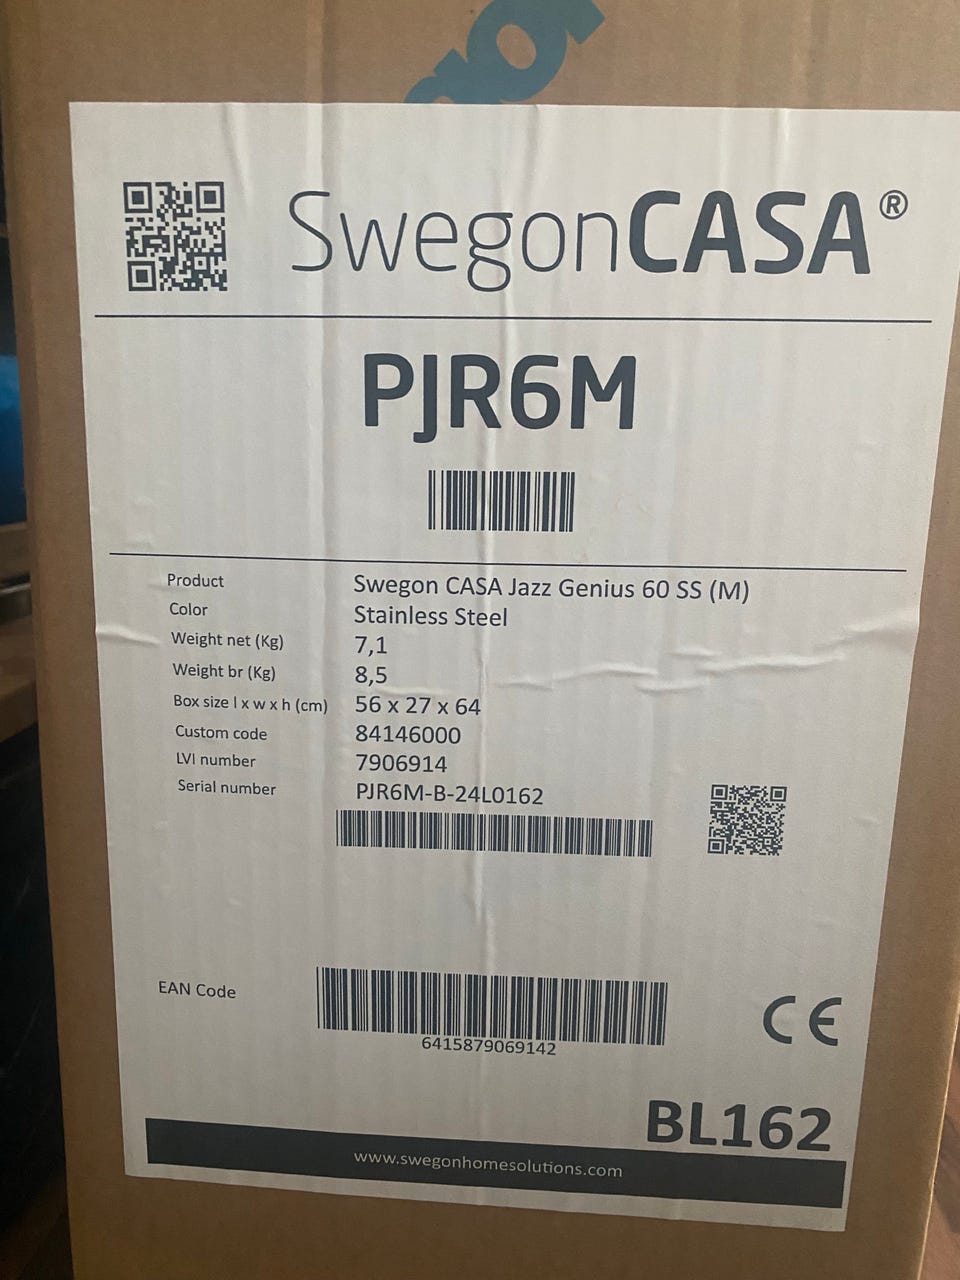 SwegonCASA®
PJR6M
Product Swegon CASA Jazz Genius 60 SS (M)
Color Stainless Steel
Weight net (Kg) 7,1
Weight br (Kg) 8,5
Box size l x w x h (cm) 56 x 27 x 64
Custom code 84146000
LVI number 7906914
Serial number PJR6M-B-24L0162
EAN Code
6415879069142
CE
BL162
www.swegonhomesolutions.com